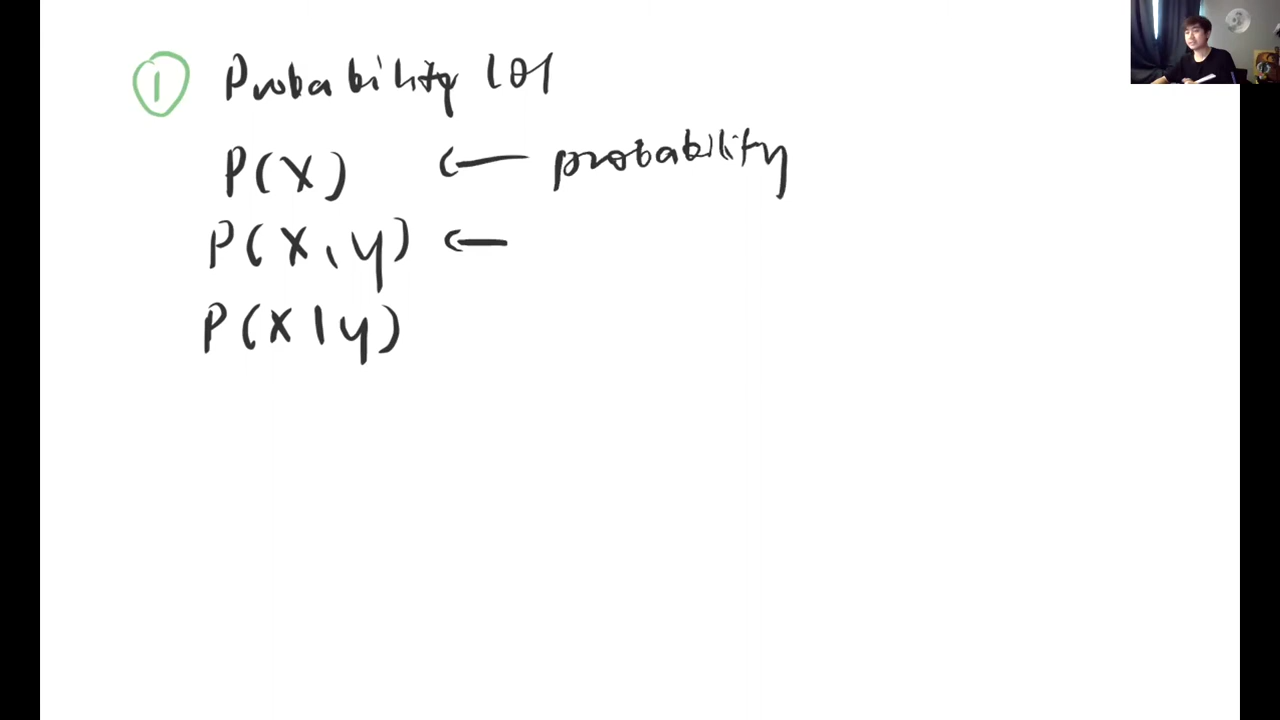 ① Probability 101
P(X) ← probability
P(X,y) ←
P(X|y)